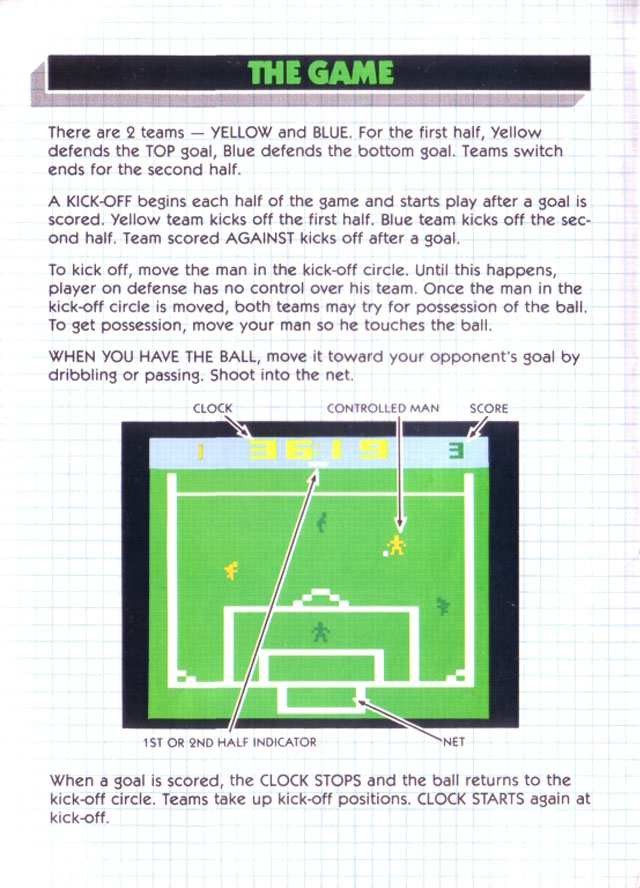 THE GAME
There are 2 teams — YELLOW and BLUE. For the first half, Yellow
defends the TOP goal, Blue defends the bottom goal. Teams switch
ends for the second half.
A KICK-OFF begins each half of the game and starts play after a goal is
scored. Yellow team kicks off the first half. Blue team kicks off the sec-
ond half. Team scored AGAINST kicks off after a goal.
To kick off, move the man in the kick-off circle. Until this happens,
player on defense has no control over his team. Once the man in the
kick-off circle is moved, both teams may try for possession of the ball.
To get possession, move your man so he touches the ball.
WHEN YOU HAVE THE BALL, move it toward your opponent's goal by
dribbling or passing. Shoot into the net.
CLOCK CONTROLLED MAN SCORE
1 36:19 3
1ST OR 2ND HALF INDICATOR NET
When a goal is scored, the CLOCK STOPS and the ball returns to the
kick-off circle. Teams take up kick-off positions. CLOCK STARTS again at
kick-off.